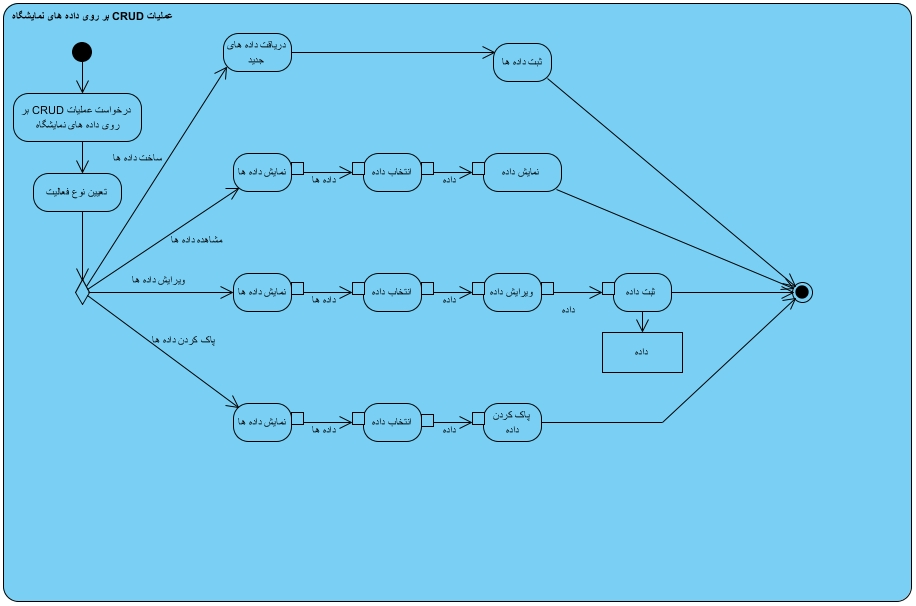 عملیات CRUD بر روی داده های نمایشگاه
درخواست عملیات CRUD بر
روی داده های نمایشگاه
تعیین نوع فعالیت
ساخت داده ها
دریافت داده های
جدید
ثبت داده ها
مشاهده داده ها
نمایش داده ها
داده ها
انتخاب داده
داده
نمایش داده
ویرایش داده ها
نمایش داده ها
داده ها
انتخاب داده
داده
ویرایش داده
داده
ثبت داده
داده
پاک کردن داده ها
نمایش داده ها
داده ها
انتخاب داده
داده
پاک کردن
داده